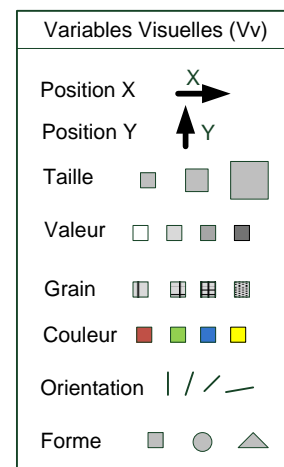 Variables Visuelles (Vv)
Position X X
Position Y Y
Taille
Valeur
Grain
Couleur
Orientation
Forme